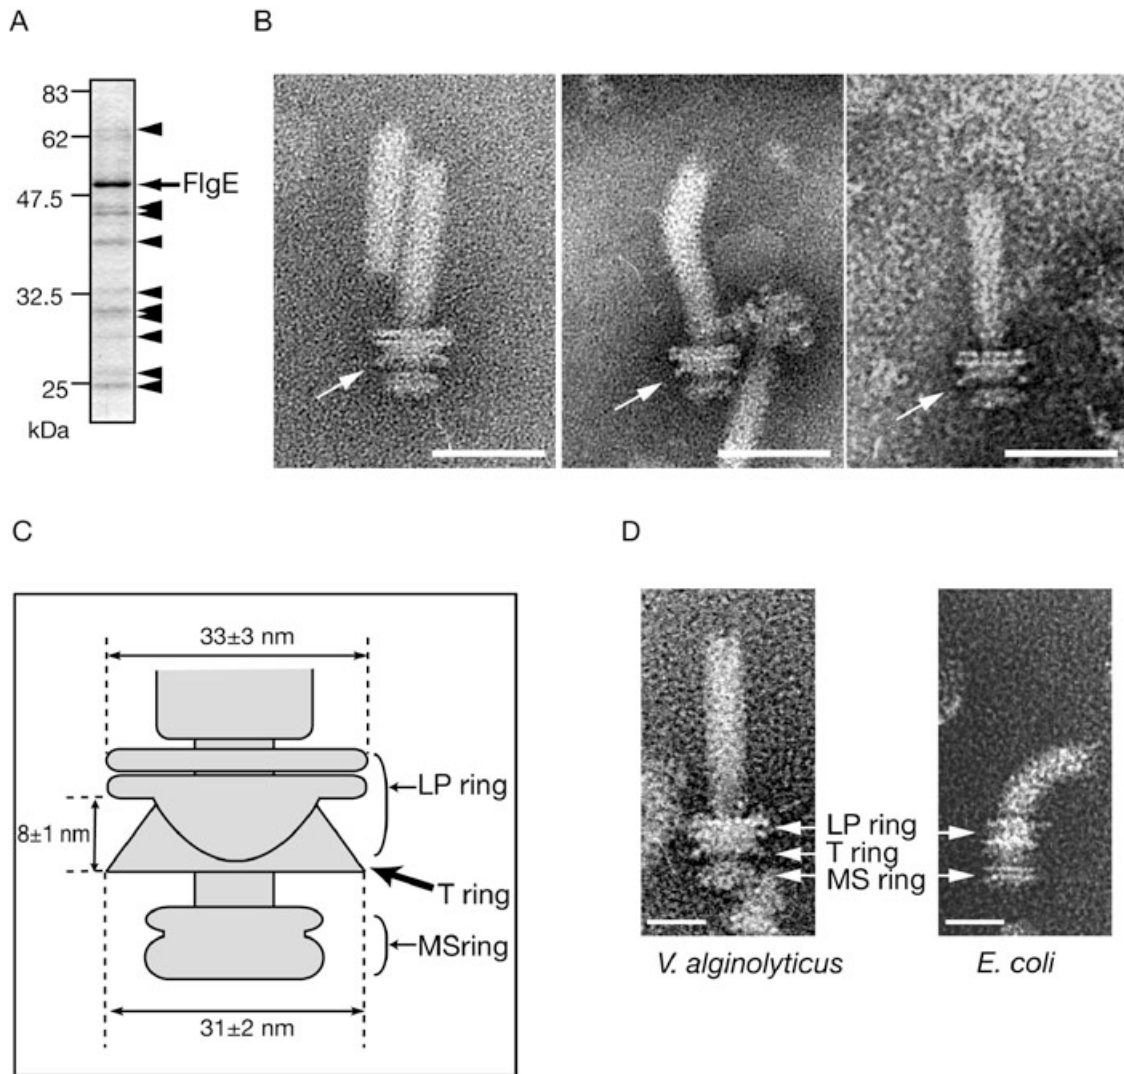 A
83
62
FlgE
47.5
32.5
25
kDa
B
C
33±3 nm
LP ring
8±1 nm
T ring
MSring
31±2 nm
D
LP ring
T ring
MS ring
V. alginolyticus
E. coli